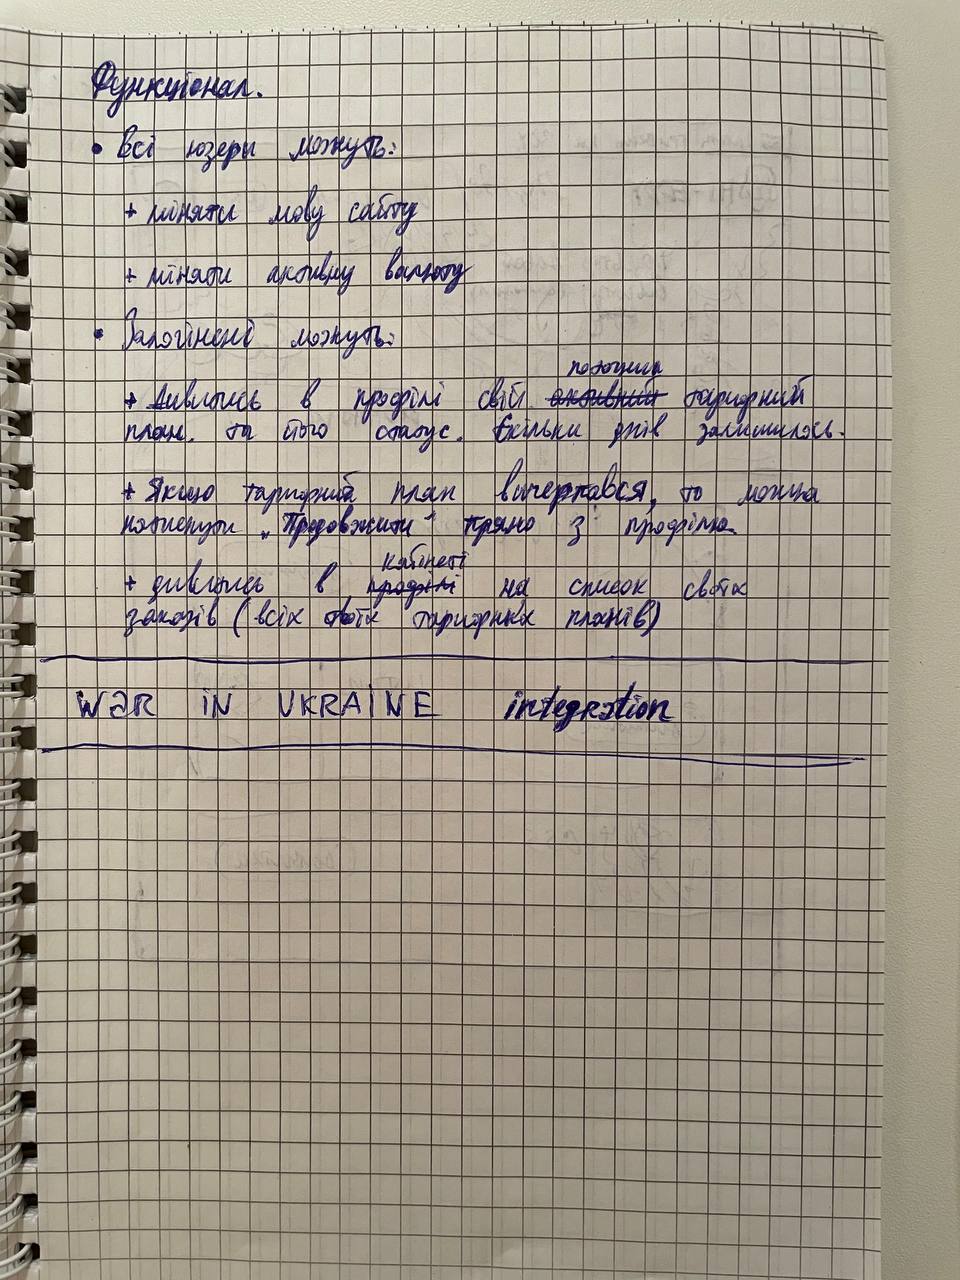 Функціонал.
• Всі юзери можуть:
+ міняти мову сайту
+ міняти активну валюту
• Залогінені можуть:
поточний
+ Дивитись в профілі свій активний тарифний
план. та його статус. Скільки днів залишилось.
+ Якщо тарифний план вичерпався, то можна
натиснути „Продовжити" прямо з профілю.
кабінеті
+ дивитись в профілі на список своїх
заказів (всіх своїх тарифних планів)
WAR IN UKRAINE integration